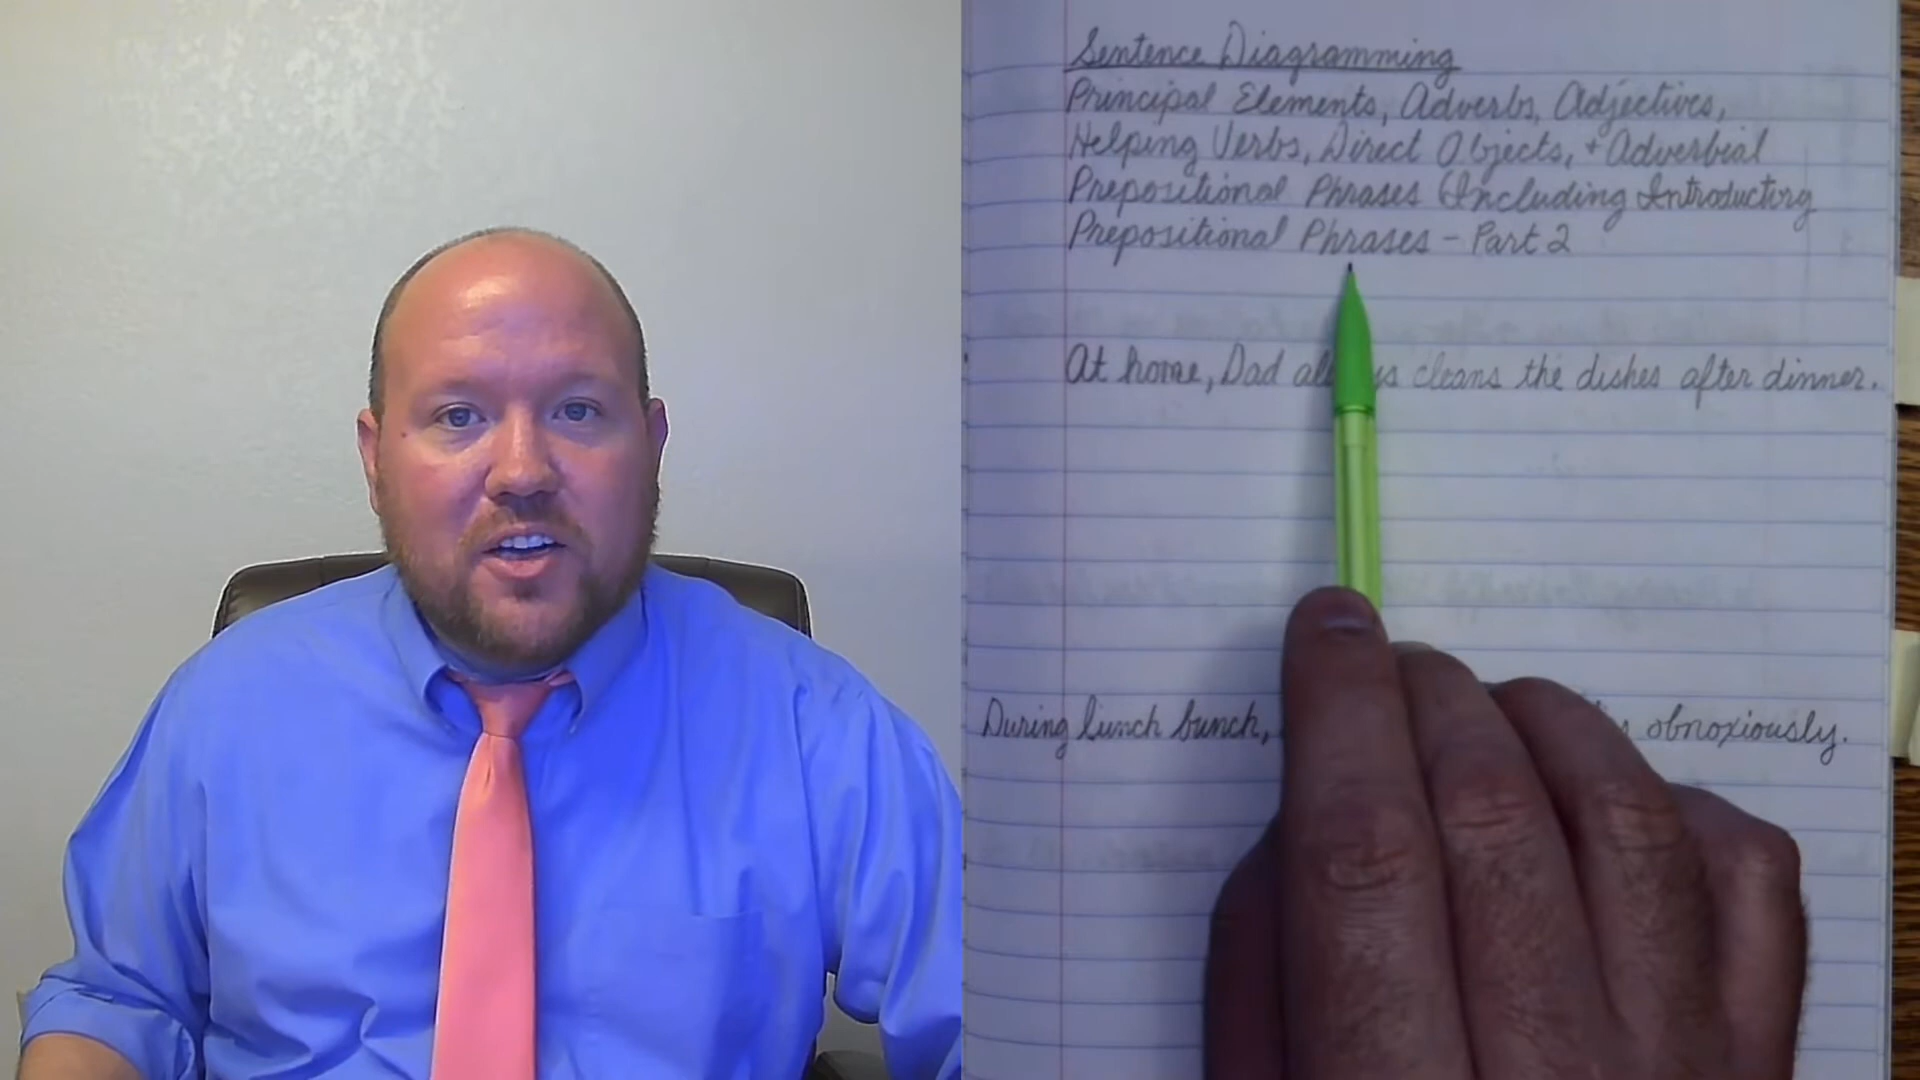 Sentence Diagramming
Principal Elements, Adverbs, Adjectives,
Helping Verbs, Direct Objects, + Adverbial
Prepositional Phrases (Including Introductory
Prepositional Phrases - Part 2
At home, Dad cleans the dishes after dinner.
During lunch bunch, obnoxiously.